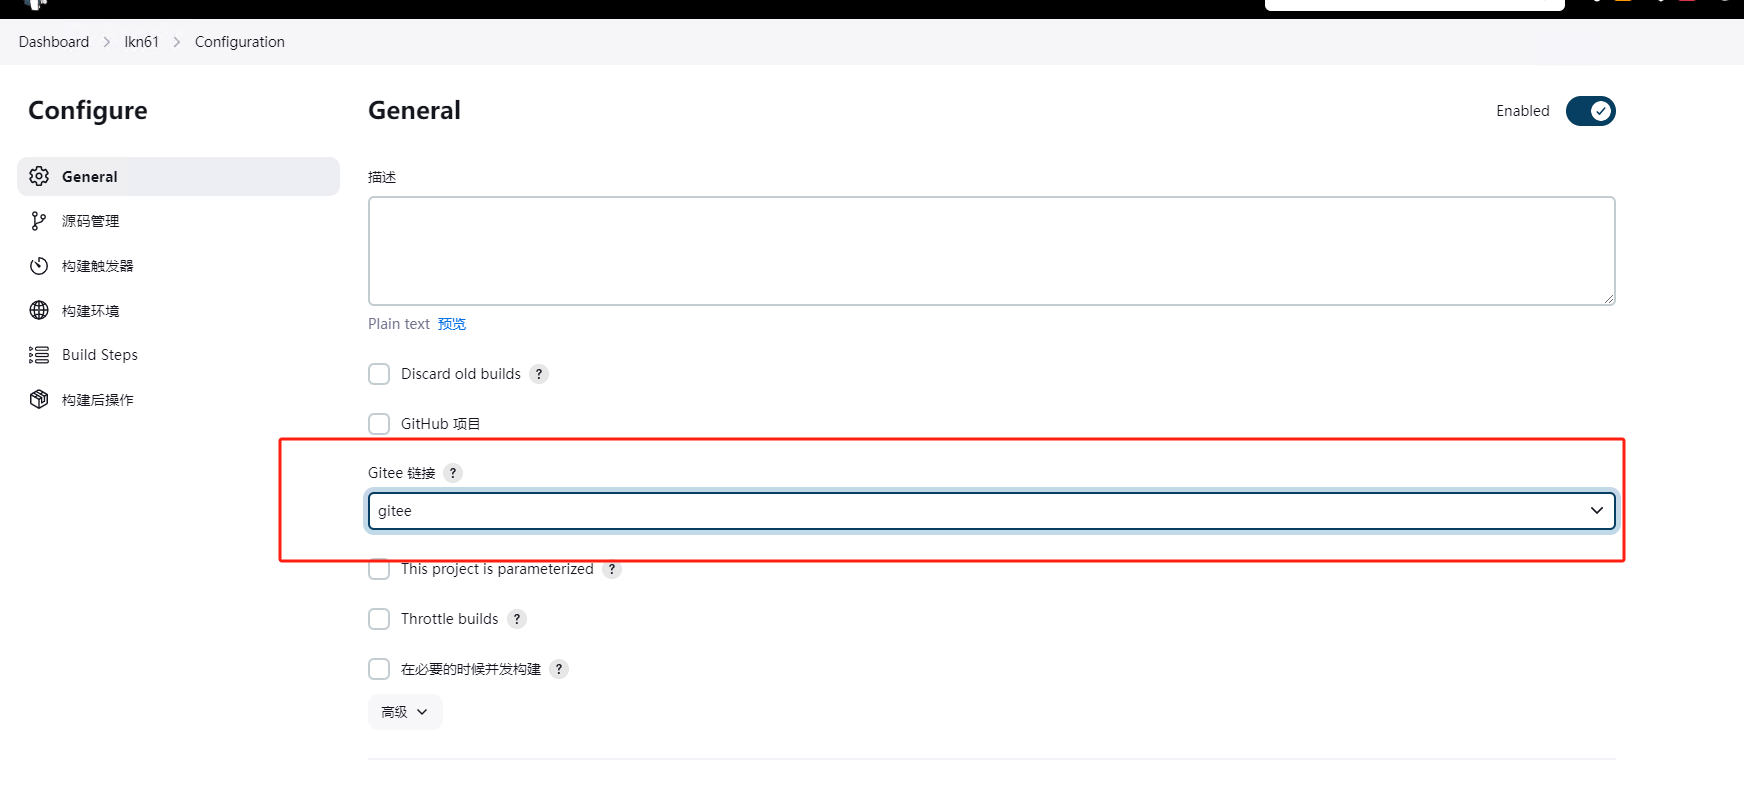 Dashboard > lkn61 > Configuration
Configure
General
源码管理
构建触发器
构建环境
Build Steps
构建后操作
General
Enabled
描述
Plain text 预览
Discard old builds ?
GitHub 项目
Gitee 链接 ?
gitee
This project is parameterized ?
Throttle builds ?
在必要的时候并发构建 ?
高级